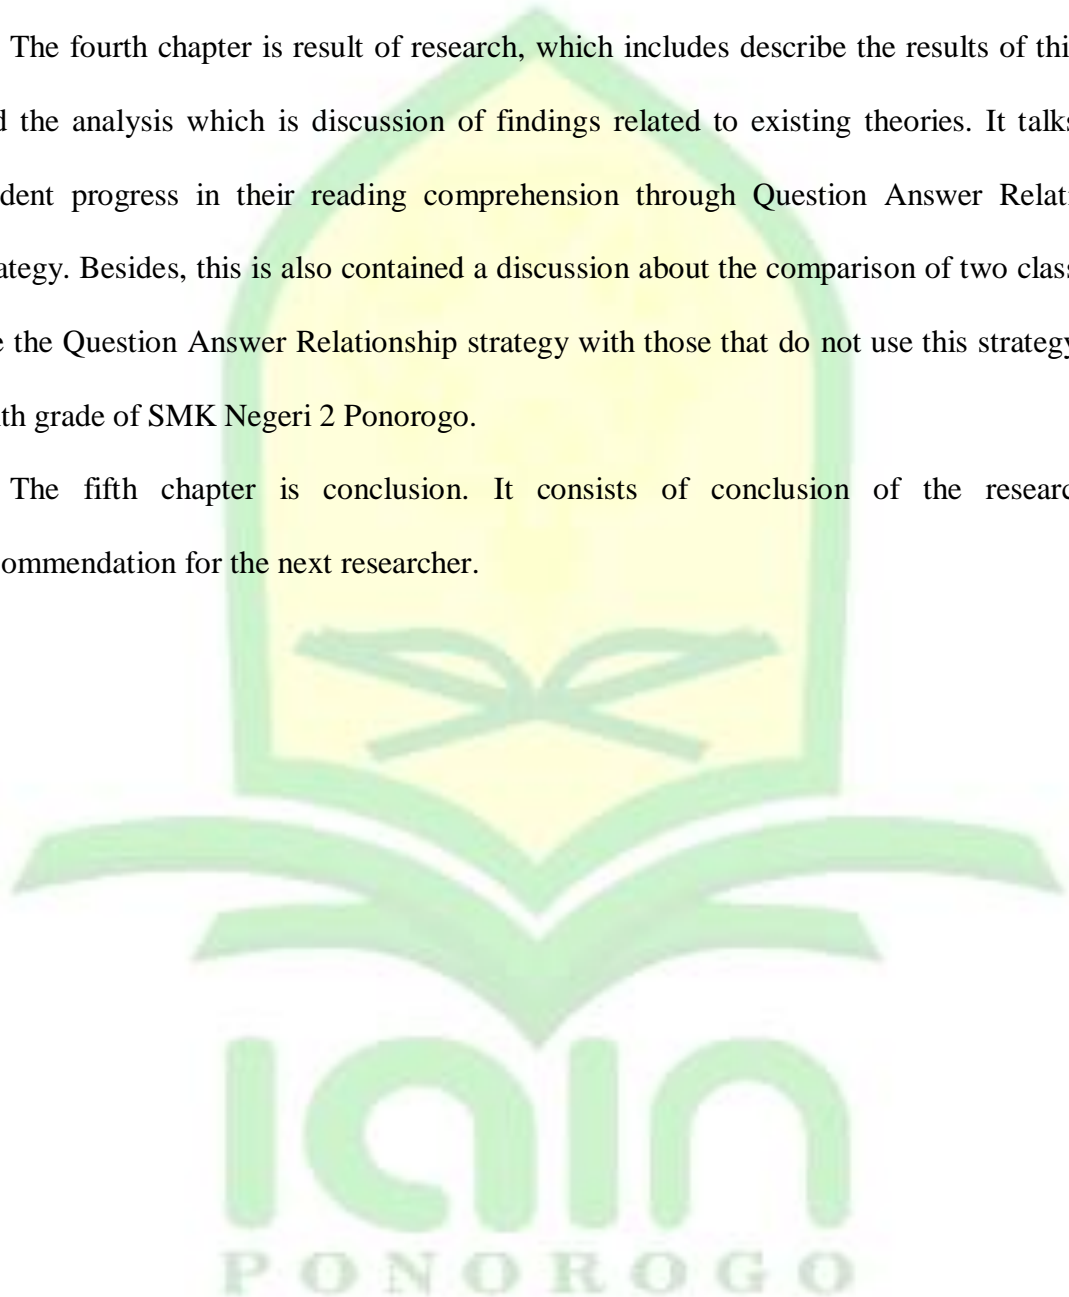 The fourth chapter is result of research, which includes describe the results of thi
d the analysis which is discussion of findings related to existing theories. It talks
dent progress in their reading comprehension through Question Answer Relati
ategy. Besides, this is also contained a discussion about the comparison of two class
e the Question Answer Relationship strategy with those that do not use this strategy
th grade of SMK Negeri 2 Ponorogo.
The fifth chapter is conclusion. It consists of conclusion of the researc
ommendation for the next researcher.
iain
PONOROGO